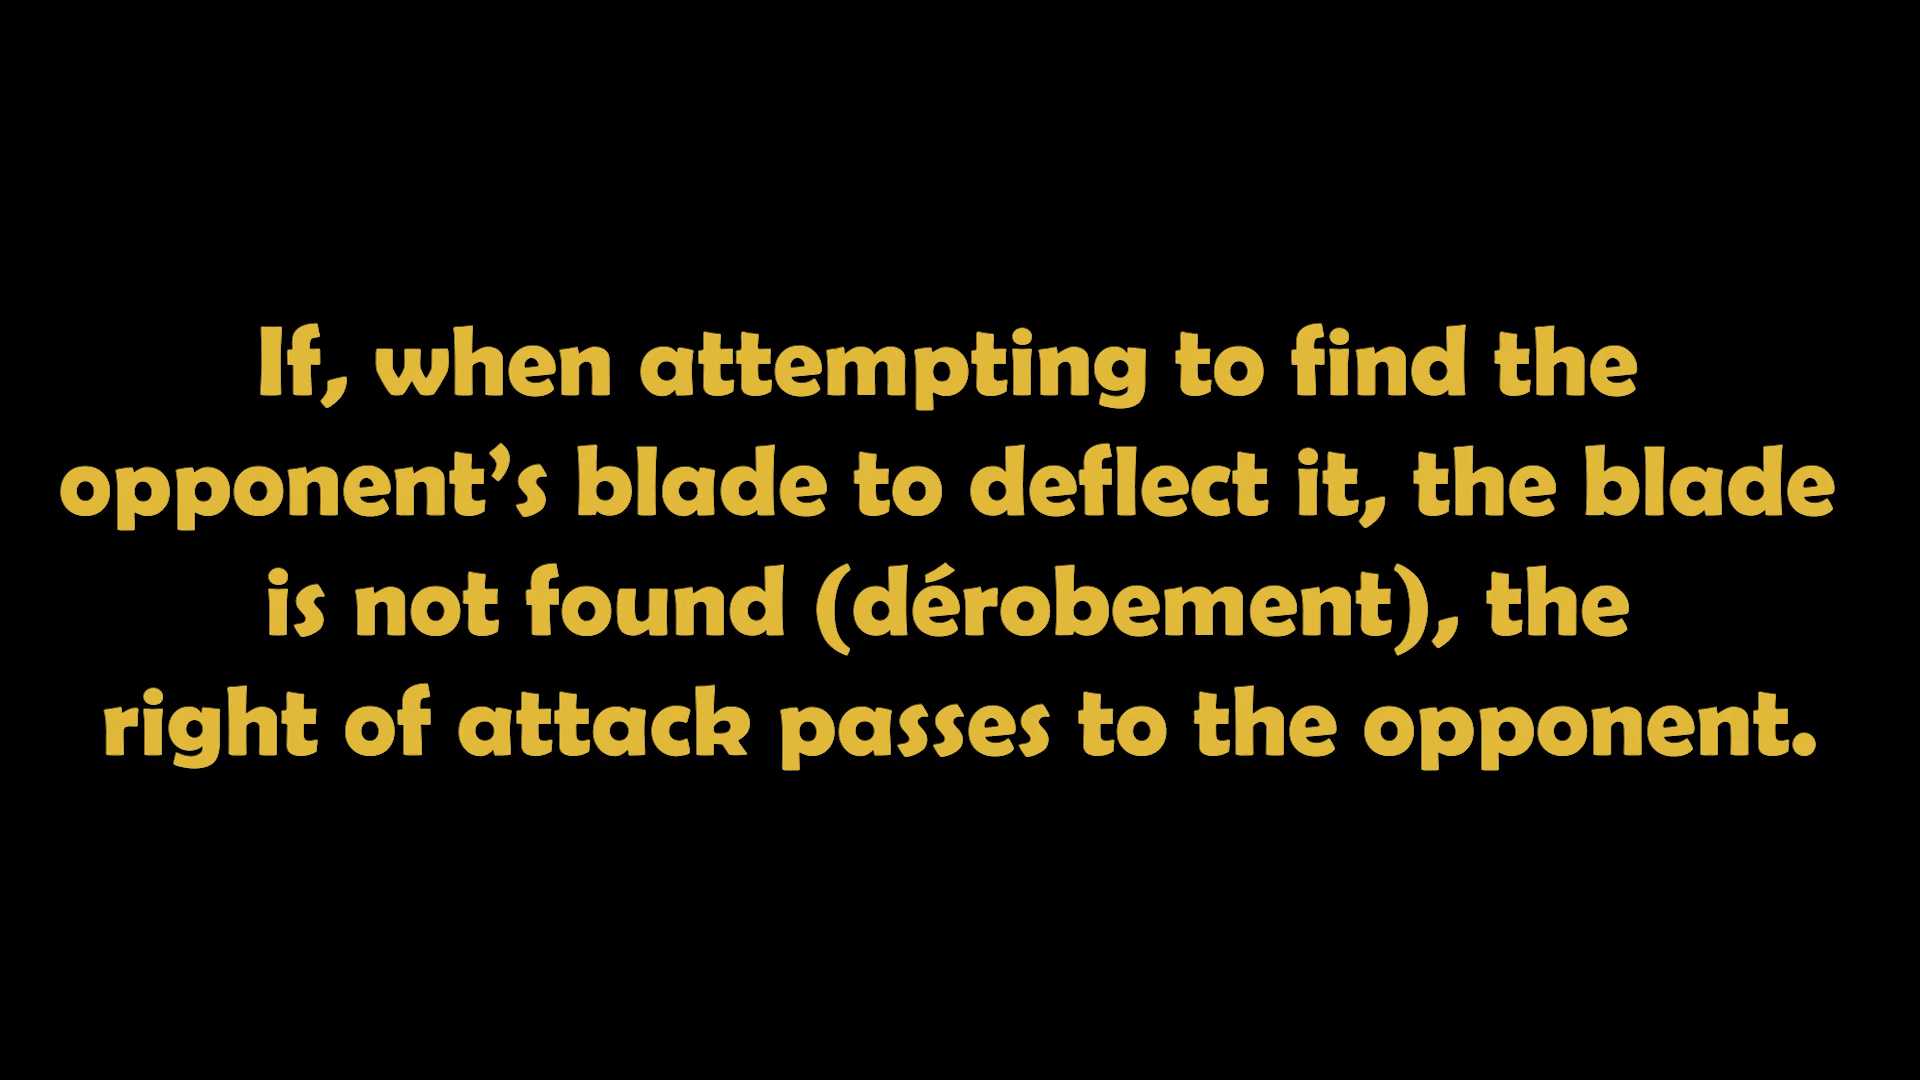 If, when attempting to find the
opponent’s blade to deflect it, the blade
is not found (dérobement), the
right of attack passes to the opponent.